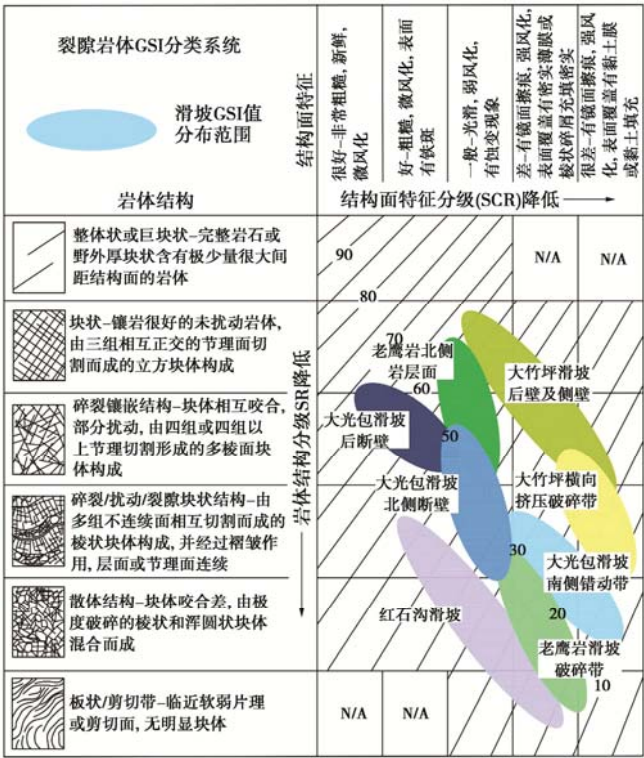 裂隙岩体GSI分类系统
滑坡GSI值
分布范围
岩体结构
结构面特征
很好–非常粗糙, 新鲜,
微风化
好–粗糙, 微风化, 表面
有铁斑
一般–光滑, 弱风化,
有蚀变现象
差–有镜面擦痕, 强风化,
表面覆盖有密实薄膜或
棱状碎屑充填密实
很差–有镜面擦痕, 强风
化, 表面覆盖有黏土膜
或黏土填充
结构面特征分级(SCR)降低
岩体结构分级SR降低
整体状或巨块状–完整岩石或
野外厚块状含有极少量很大间
距结构面的岩体
块状–镶嵌很好的未扰动岩体,
由三组相互正交的节理面切
割而成的立方块体构成
碎裂镶嵌结构–块体相互咬合,
部分扰动, 由四组或四组以
上节理切割形成的多棱面块
体构成
碎裂/扰动/裂隙块状结构–由
多组不连续面相互切割而成的
棱状块体构成, 并经过褶皱作
用, 层面或节理面连续
散体结构–块体咬合差, 由极
度破碎的棱状和浑圆状块体
混合而成
板状/剪切带–临近软弱片理
或剪切面, 无明显块体
90
N/A
N/A
80
70
老鹰岩北侧
岩层面
大竹坪滑坡
后壁及侧壁
60
大光包滑坡
后断壁
50
大光包滑坡
北侧断壁
大竹坪横向
挤压破碎带
30
大光包滑坡
南侧错动带
红石沟滑坡
20
老鹰岩滑坡
破碎带
10
N/A
N/A